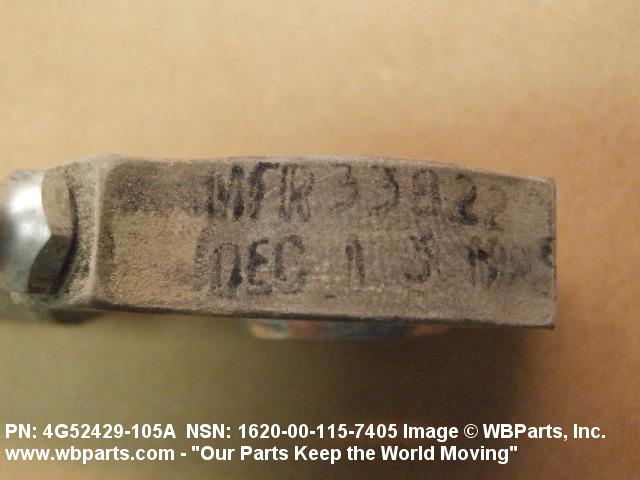 MFR 33822
DEC 13
PN: 4G52429-105A NSN: 1620-00-115-7405 Image © WBParts, Inc.
www.wbparts.com - "Our Parts Keep the World Moving"